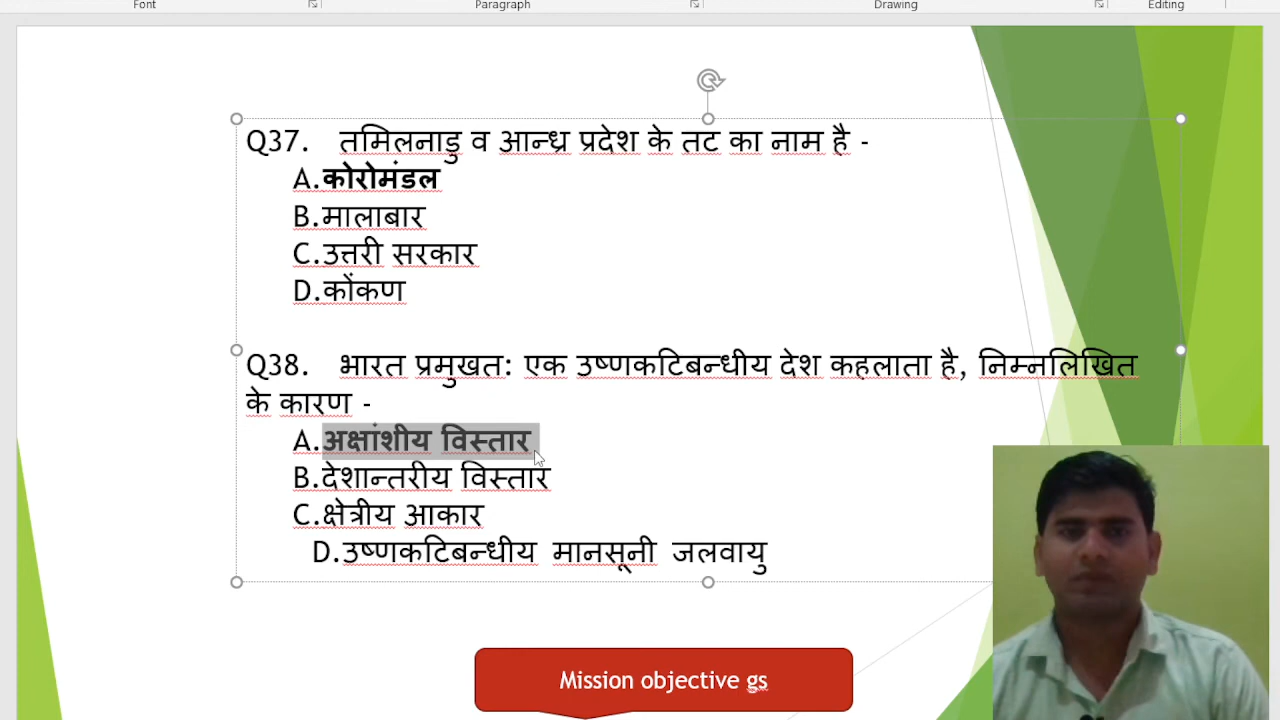 Font Paragraph Drawing Editing
Q37. तमिलनाडु व आन्ध्र प्रदेश के तट का नाम है -
A.कोरोमंडल
B.मालाबार
C.उत्तरी सरकार
D.कोंकण
Q38. भारत प्रमुखत: एक उष्णकटिबन्धीय देश कहलाता है, निम्नलिखित
के कारण -
A.अक्षांशीय विस्तार
B.देशान्तरीय विस्तार
C.क्षेत्रीय आकार
D.उष्णकटिबन्धीय मानसूनी जलवायु
Mission objective gs